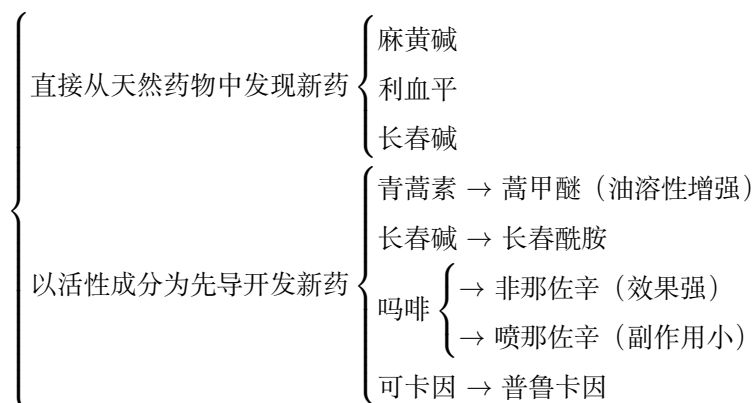 直接从天然药物中发现新药
麻黄碱
利血平
长春碱
以活性成分为先导开发新药
青蒿素 → 蒿甲醚（油溶性增强）
长春碱 → 长春酰胺
吗啡
→ 非那佐辛（效果强）
→ 喷那佐辛（副作用小）
可卡因 → 普鲁卡因